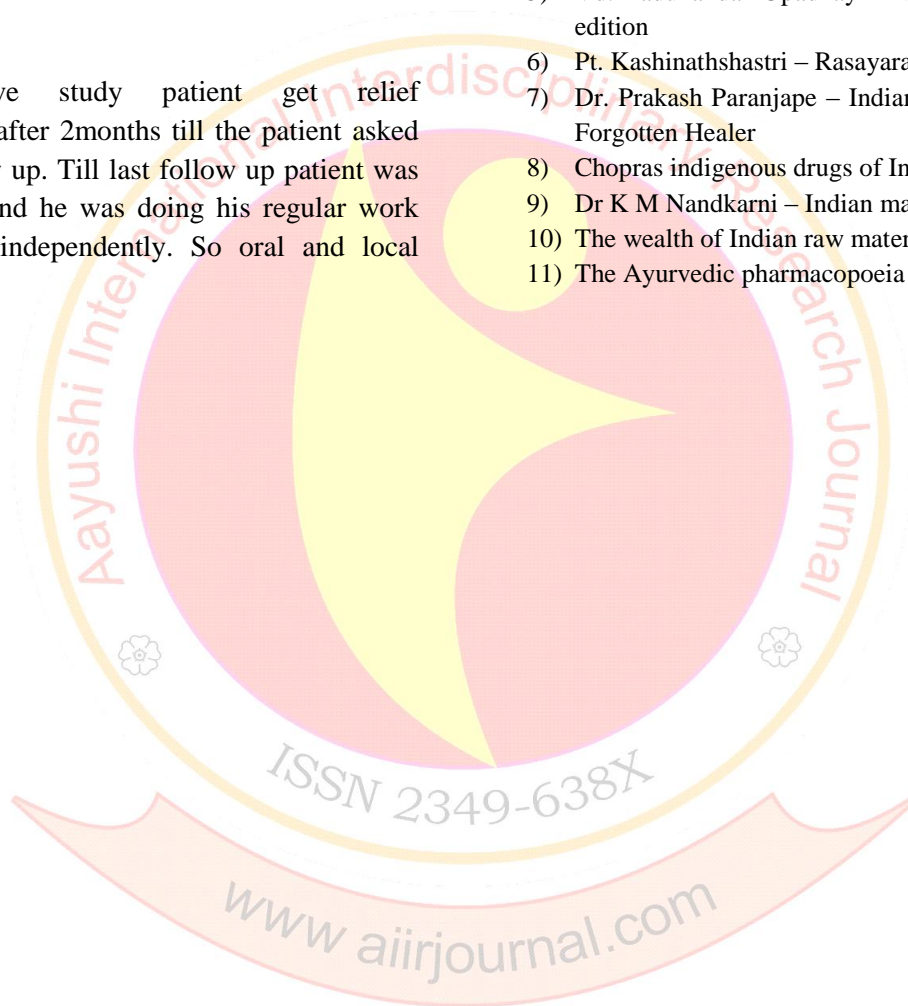 edition
ve study patient get relief
after 2months till the patient asked
up. Till last follow up patient was
nd he was doing his regular work
independently. So oral and local
6) Pt. Kashinathshastri – Rasayara
7) Dr. Prakash Paranjape – Indian
Forgotten Healer
8) Chopras indigenous drugs of In
9) Dr K M Nandkarni – Indian ma
10) The wealth of Indian raw mater
11) The Ayurvedic pharmacopoeia
Aayushi International Interdisciplinary Research Journal
ISSN 2349-638X
www aiirjournal.com